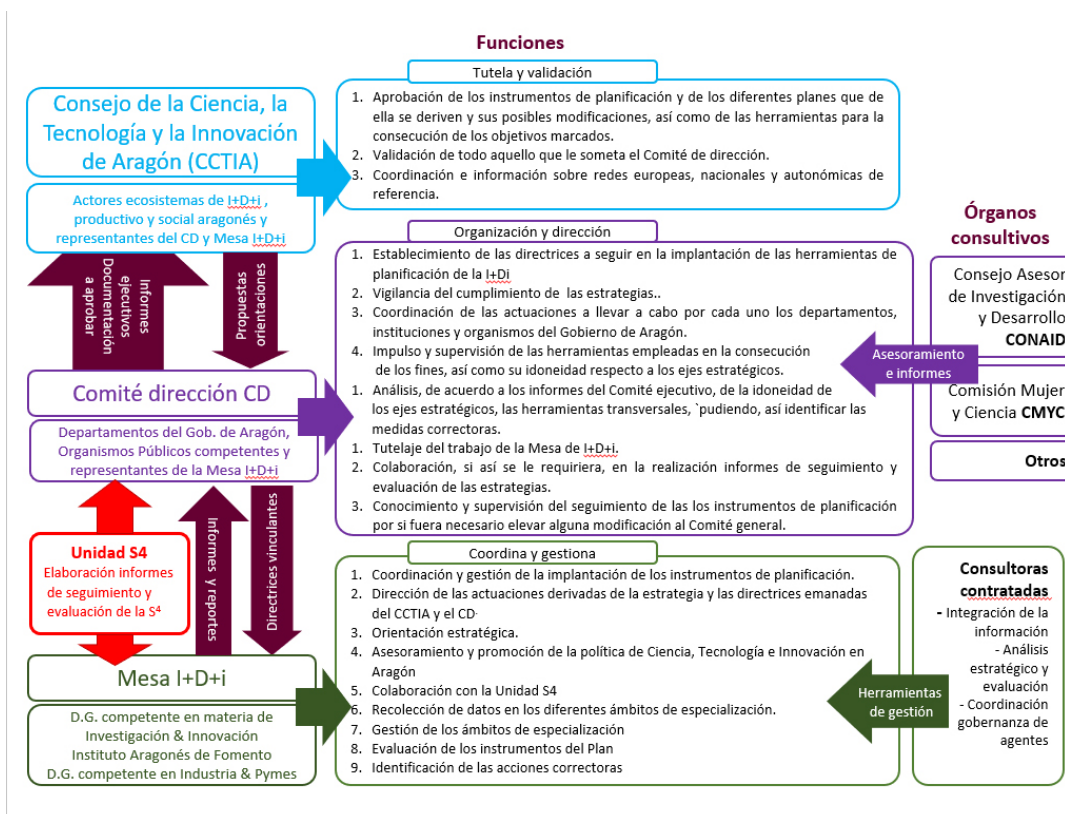 Funciones
Tutela y validación
Consejo de la Ciencia, la
Tecnología y la Innovación
de Aragón (CCTIA)
Actores ecosistemas de I+D+i ,
productivo y social aragonés y
representantes del CD y Mesa I+D+i
1. Aprobación de los instrumentos de planificación y de los diferentes planes que de
ella se deriven y sus posibles modificaciones, así como de las herramientas para la
consecución de los objetivos marcados.
2. Validación de todo aquello que le someta el Comité de dirección.
3. Coordinación e información sobre redes europeas, nacionales y autonómicas de
referencia.
Informes
ejecutivos
Documentación
a aprobar
Propuestas
orientaciones
Comité dirección CD
Departamentos del Gob. de Aragón,
Organismos Públicos competentes y
representantes de la Mesa I+D+i
Organización y dirección
1. Establecimiento de las directrices a seguir en la implantación de las herramientas de
planificación de la I+Di
2. Vigilancia del cumplimiento de las estrategias..
3. Coordinación de las actuaciones a llevar a cabo por cada uno los departamentos,
instituciones y organismos del Gobierno de Aragón.
4. Impulso y supervisión de las herramientas empleadas en la consecución
de los fines, así como su idoneidad respecto a los ejes estratégicos.
1. Análisis, de acuerdo a los informes del Comité ejecutivo, de la idoneidad de
los ejes estratégicos, las herramientas transversales, `pudiendo, así identificar las
medidas correctoras.
1. Tutelaje del trabajo de la Mesa de I+D+i.
2. Colaboración, si así se le requiriera, en la realización informes de seguimiento y
evaluación de las estrategias.
3. Conocimiento y supervisión del seguimiento de las los instrumentos de planificación
por si fuera necesario elevar alguna modificación al Comité general.
Asesoramiento
e informes
Órganos
consultivos
Consejo Asesor
de Investigación
y Desarrollo
CONAID
Comisión Mujer
y Ciencia CMYC
Otros
Unidad S4
Elaboración informes
de seguimiento y
evaluación de la S⁴
Informes y reportes
Directrices vinculantes
Mesa I+D+i
D.G. competente en materia de
Investigación & Innovación
Instituto Aragonés de Fomento
D.G. competente en Industria & Pymes
Coordina y gestiona
1. Coordinación y gestión de la implantación de los instrumentos de planificación.
2. Dirección de las actuaciones derivadas de la estrategia y las directrices emanadas
del CCTIA y el CD.
3. Orientación estratégica.
4. Asesoramiento y promoción de la política de Ciencia, Tecnología e Innovación en
Aragón
5. Colaboración con la Unidad S4
6. Recolección de datos en los diferentes ámbitos de especialización.
7. Gestión de los ámbitos de especialización
8. Evaluación de los instrumentos del Plan
9. Identificación de las acciones correctoras
Herramientas
de gestión
Consultoras
contratadas
- Integración de la
información
- Análisis
estratégico y
evaluación
- Coordinación
gobernanza de
agentes